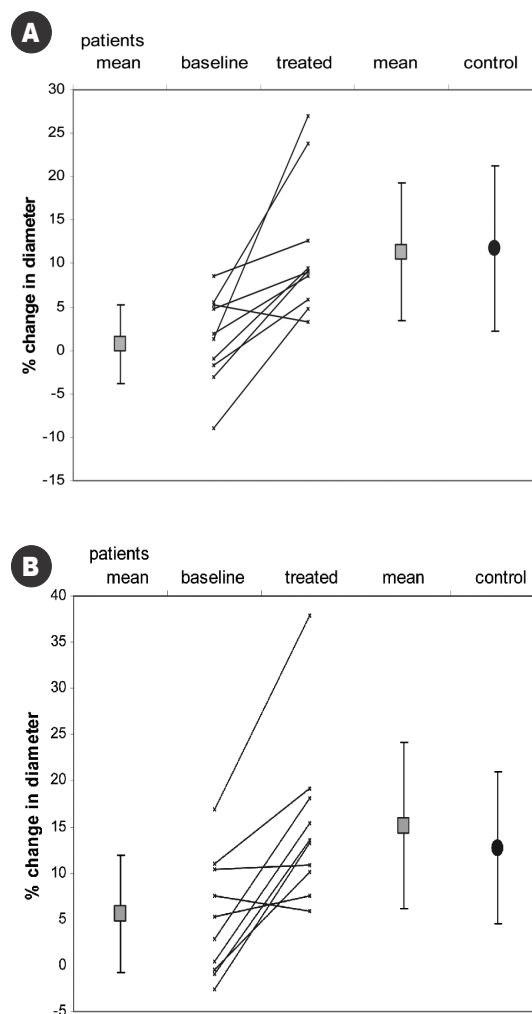 A
patients
mean baseline treated mean control
30
25
20
15
10
5
0
-5
-10
-15
% change in diameter
B
patients
mean baseline treated mean control
40
35
30
25
20
15
10
5
0
-5
% change in diameter